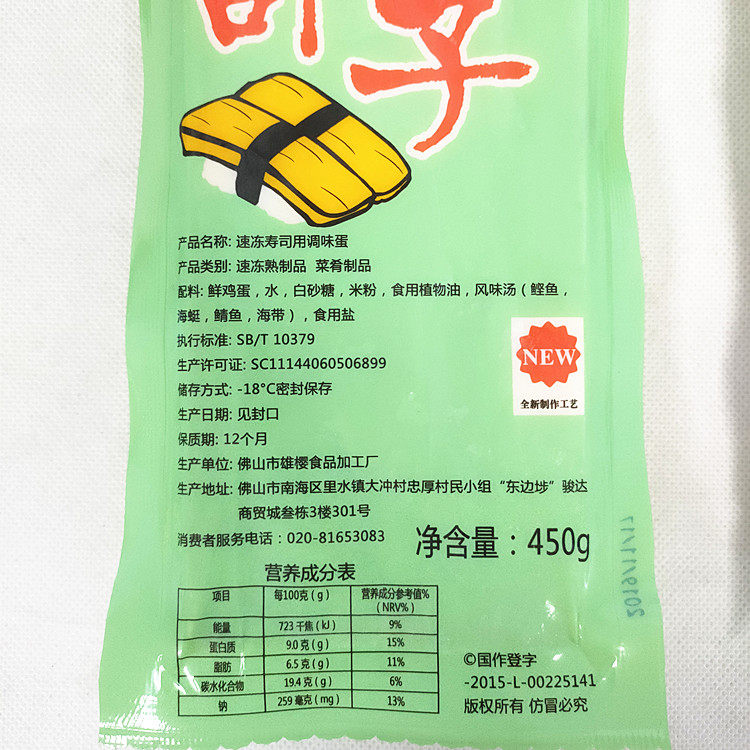 产品名称: 速冻寿司用调味蛋
产品类别: 速冻熟制品 菜肴制品
配料: 鲜鸡蛋，水，白砂糖，米粉，食用植物油，风味汤（鲣鱼，
海蜒，鲭鱼，海带），食用盐
执行标准: SB/T 10379
生产许可证: SC11144060506899
储存方式: -18°C密封保存
生产日期: 见封口
保质期: 12个月
生产单位: 佛山市雄樱食品加工厂
生产地址: 佛山市南海区里水镇大冲村忠厚村民小组“东边埗”骏达
商贸城叁栋3楼301号
消费者服务电话：020-81653083
净含量：450g
NEW
全新制作工艺
营养成分表
项目 每100克(g) 营养成分参考值%
(NRV%)
能量 723 千焦(kJ) 9%
蛋白质 9.0克(g) 15%
脂肪 6.5克(g) 11%
碳水化合物 19.4克(g) 6%
钠 259 毫克(mg) 13%
©国作登字
-2015-L-00225141
版权所有 仿冒必究
2019/11/17